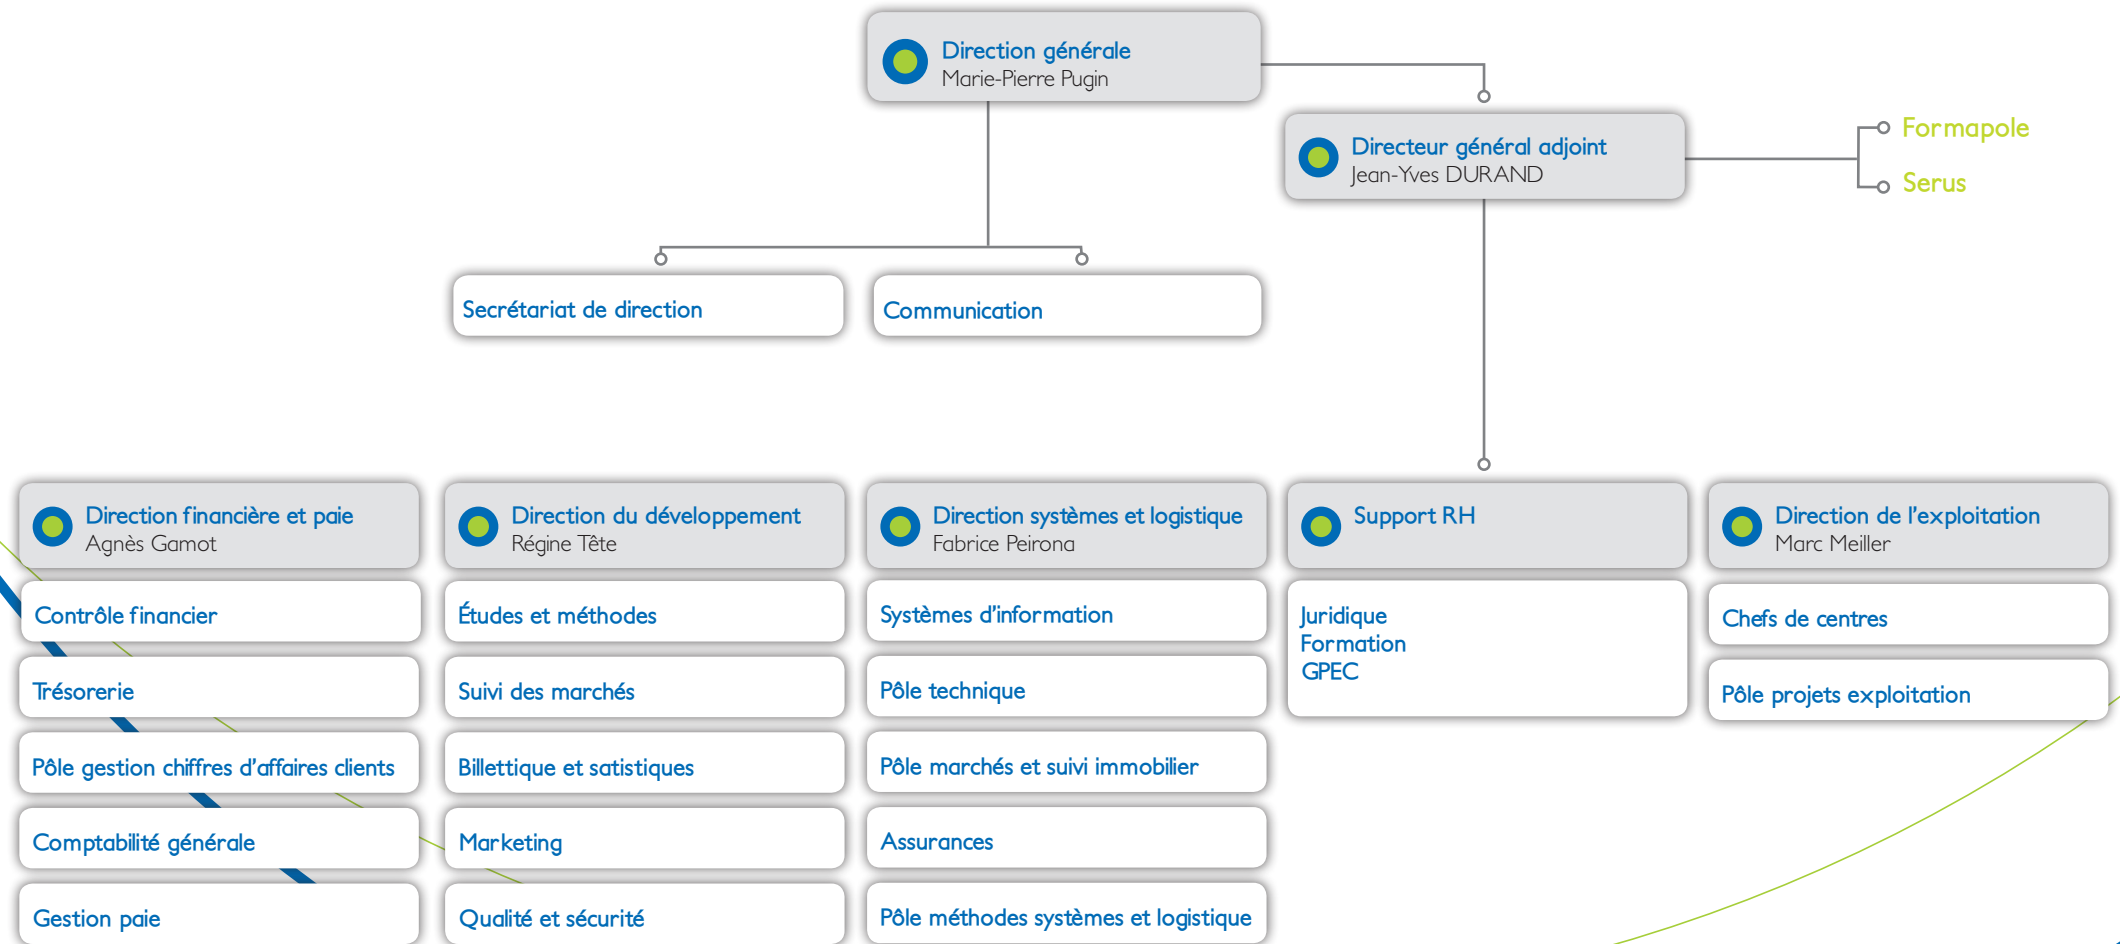 Direction générale
Marie-Pierre Pugin
Directeur général adjoint
Jean-Yves DURAND
Formapole
Serus
Secrétariat de direction
Communication
Direction financière et paie
Agnès Gamot
Contrôle financier
Trésorerie
Pôle gestion chiffres d'affaires clients
Comptabilité générale
Gestion paie
Direction du développement
Régine Tête
Études et méthodes
Suivi des marchés
Billettique et satistiques
Marketing
Qualité et sécurité
Direction systèmes et logistique
Fabrice Peirona
Systèmes d'information
Pôle technique
Pôle marchés et suivi immobilier
Assurances
Pôle méthodes systèmes et logistique
Support RH
Juridique
Formation
GPEC
Direction de l'exploitation
Marc Meiller
Chefs de centres
Pôle projets exploitation